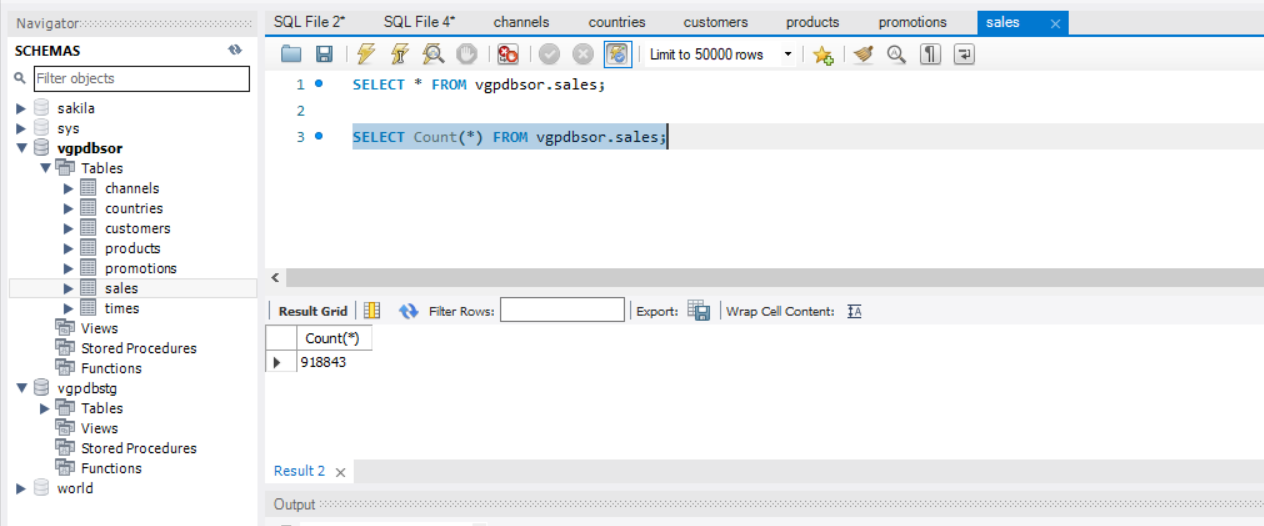 Navigator
SCHEMAS
Filter objects
sakila
sys
vgpdbsor
Tables
channels
countries
customers
products
promotions
sales
times
Views
Stored Procedures
Functions
vgpdbstg
Tables
Views
Stored Procedures
Functions
world
SQL File 2* SQL File 4* channels countries customers products promotions sales
Limit to 50000 rows
1 SELECT * FROM vgpdbsor.sales;
2
3 SELECT Count(*) FROM vgpdbsor.sales;
Result Grid Filter Rows: Export: Wrap Cell Content:
Count(*)
918843
Result 2
Output